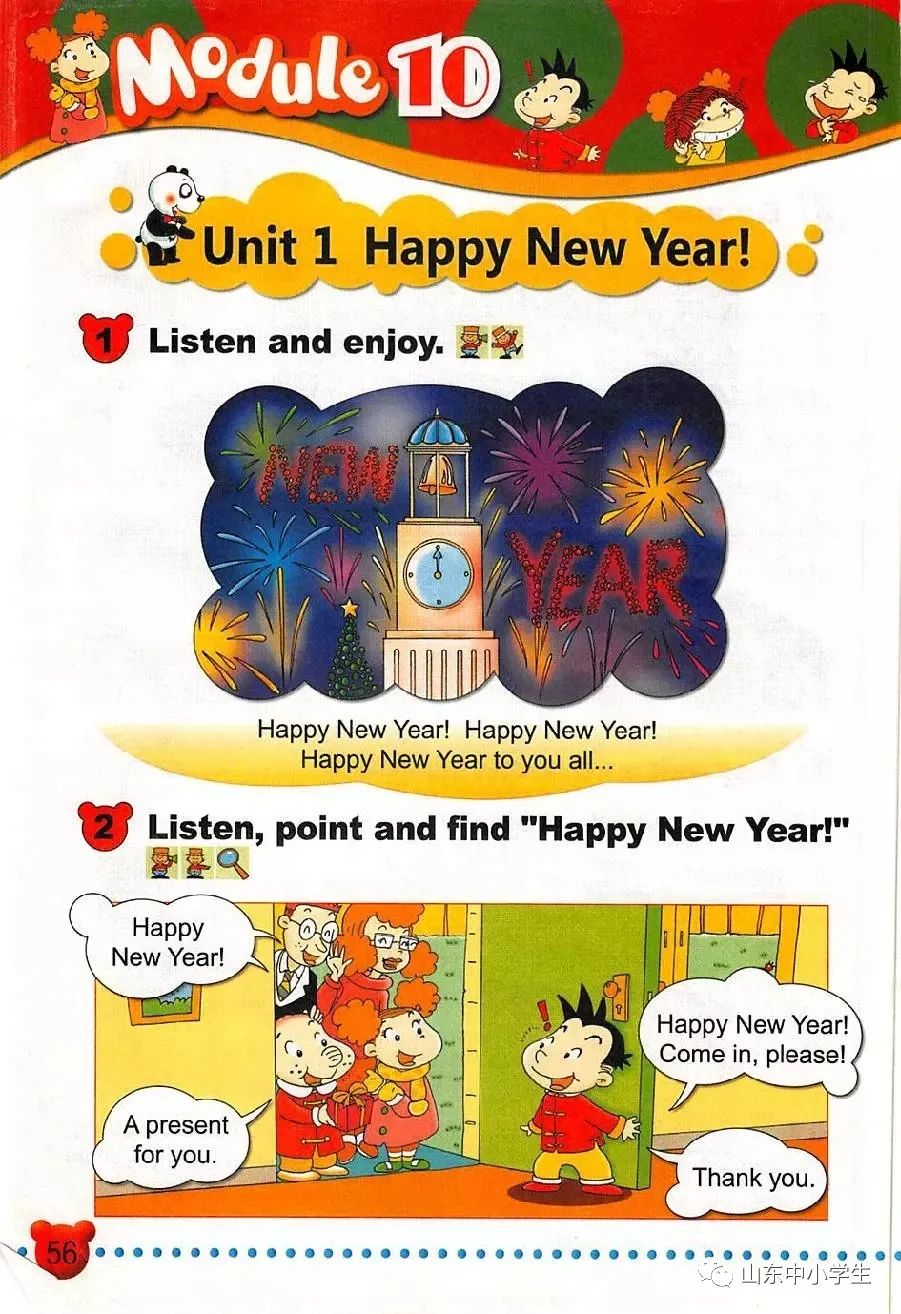 Module 10
Unit 1 Happy New Year!
1 Listen and enjoy.
NEW
YEAR
Happy New Year! Happy New Year!
Happy New Year to you all...
2 Listen, point and find "Happy New Year!"
Happy
New Year!
Happy New Year!
Come in, please!
A present
for you.
Thank you.
56
山东中小学生